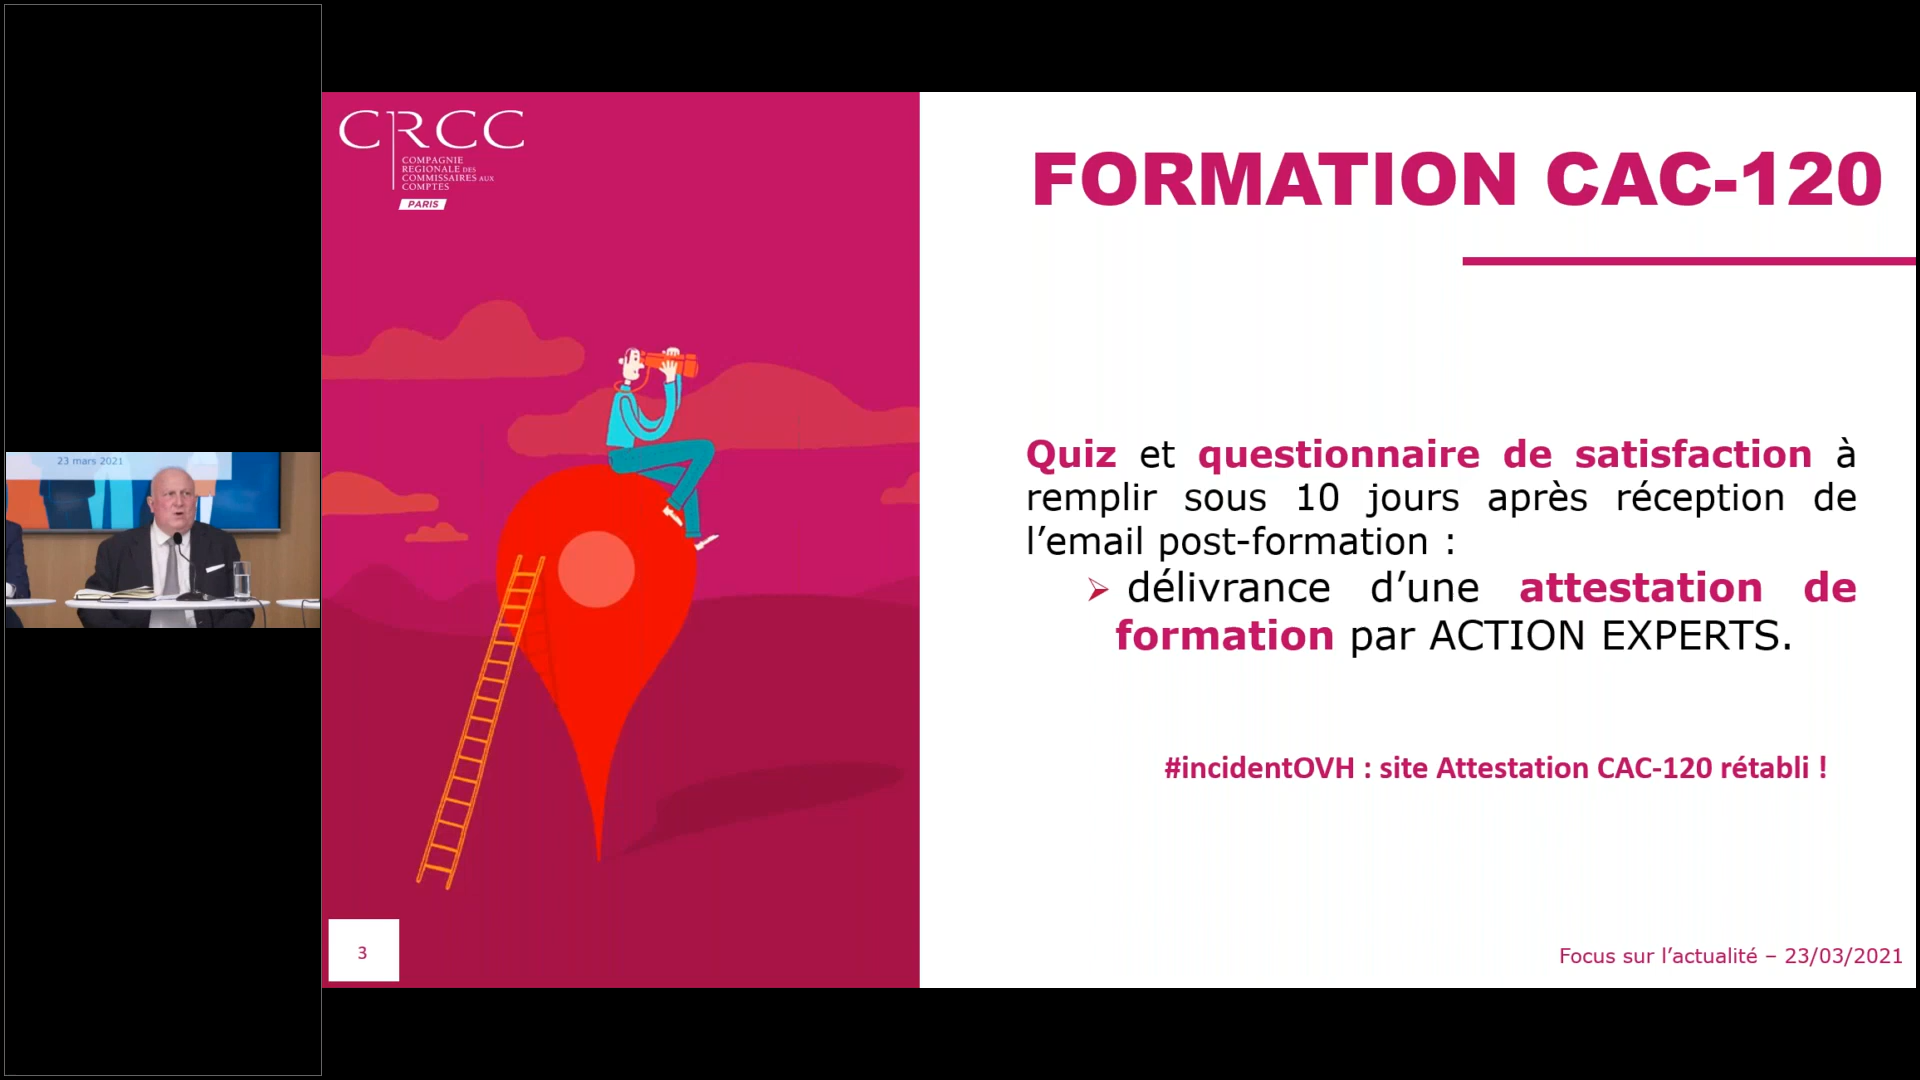 23 mars 2021
CRCC
COMPAGNIE
REGIONALE DES
COMMISSAIRES AUX
COMPTES
PARIS
FORMATION CAC-120
Quiz et questionnaire de satisfaction à
remplir sous 10 jours après réception de
l’email post-formation :
délivrance d’une attestation de
formation par ACTION EXPERTS.
#incidentOVH : site Attestation CAC-120 rétabli !
3
Focus sur l’actualité – 23/03/2021